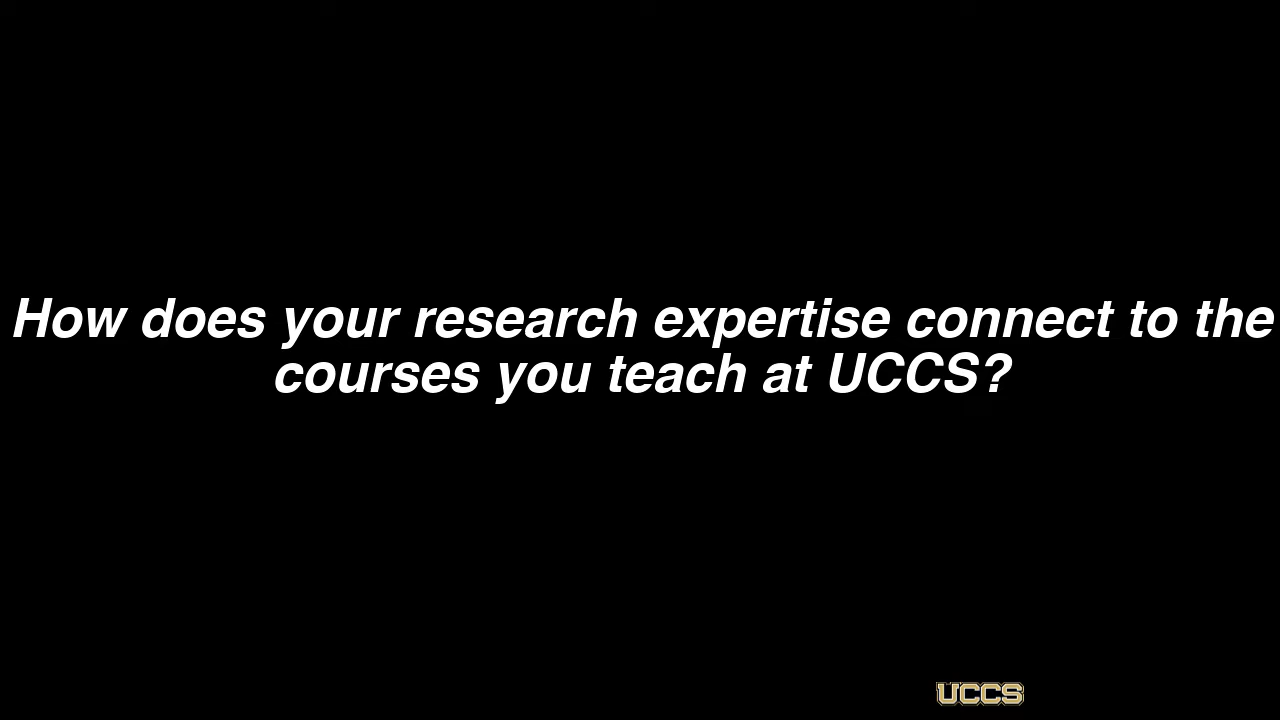 How does your research expertise connect to the
courses you teach at UCCS?
UCCS